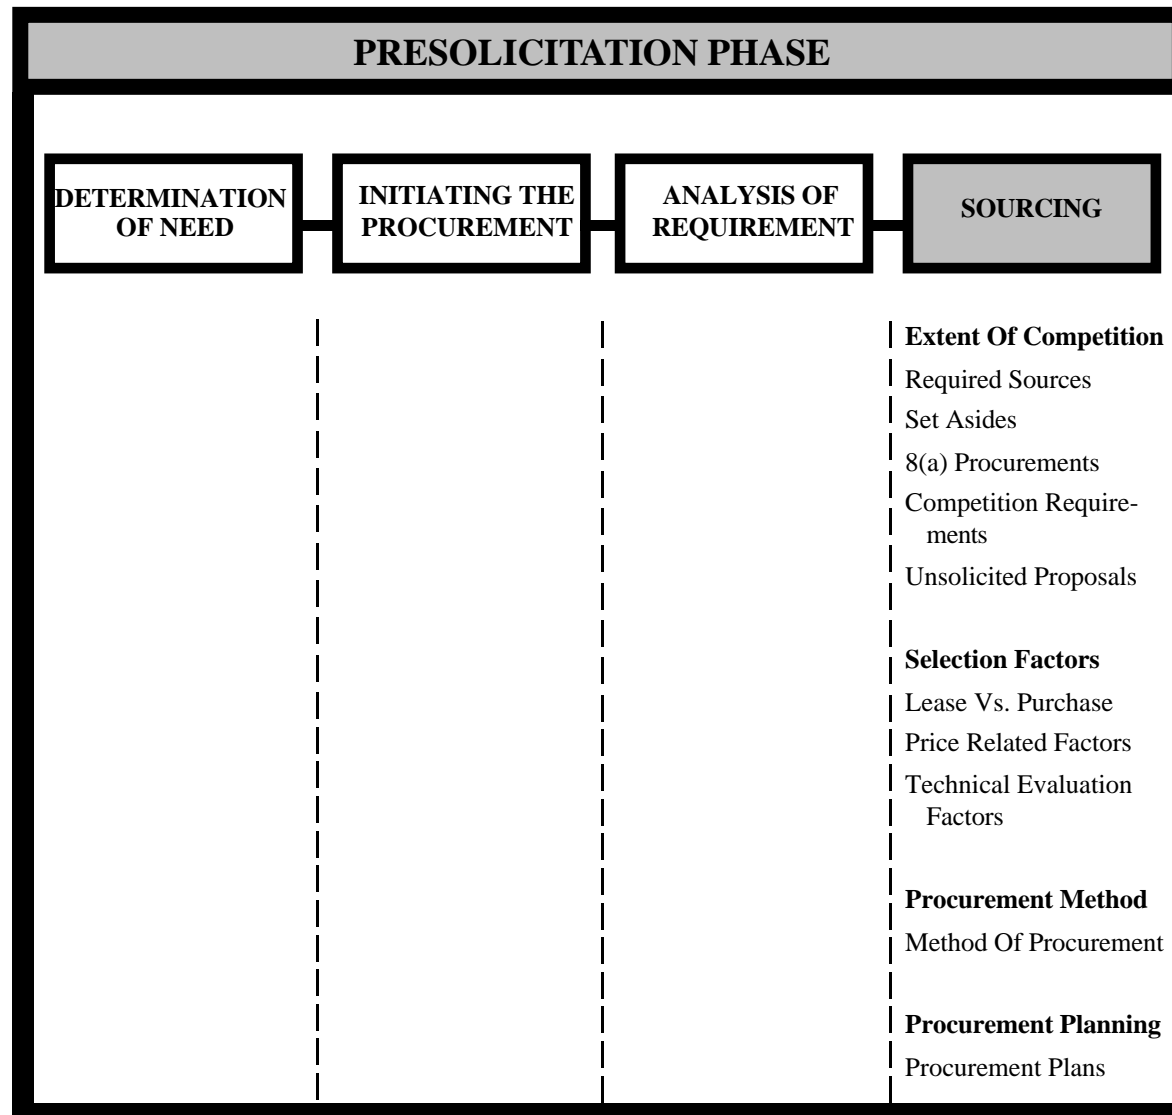 PRESOLICITATION PHASE
DETERMINATION
OF NEED
INITIATING THE
PROCUREMENT
ANALYSIS OF
REQUIREMENT
SOURCING
Extent Of Competition
Required Sources
Set Asides
8(a) Procurements
Competition Require-
ments
Unsolicited Proposals
Selection Factors
Lease Vs. Purchase
Price Related Factors
Technical Evaluation
Factors
Procurement Method
Method Of Procurement
Procurement Planning
Procurement Plans